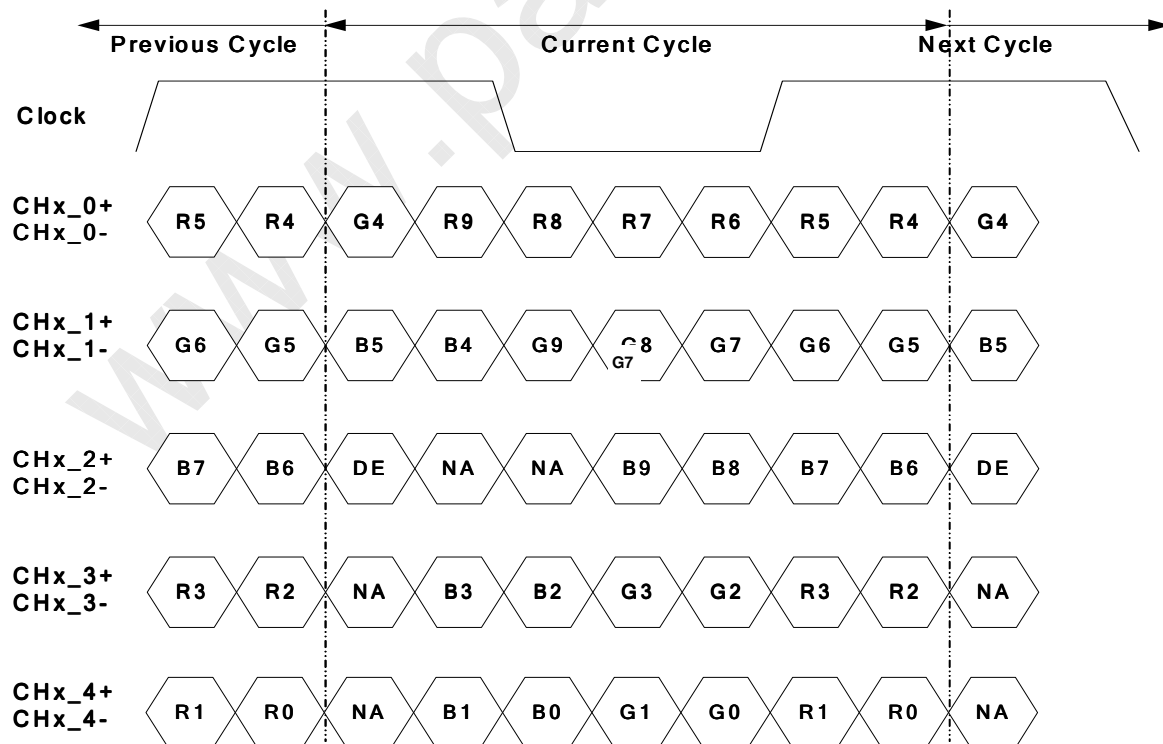 Previous Cycle Current Cycle Next Cycle
Clock
CHx_0+
CHx_0-
R5 R4 G4 R9 R8 R7 R6 R5 R4 G4
CHx_1+
CHx_1-
G6 G5 B5 B4 G9 G8 G7 G6 G5 B5
G7
CHx_2+
CHx_2-
B7 B6 DE NA NA B9 B8 B7 B6 DE
CHx_3+
CHx_3-
R3 R2 NA B3 B2 G3 G2 R3 R2 NA
CHx_4+
CHx_4-
R1 R0 NA B1 B0 G1 G0 R1 R0 NA
www.pa